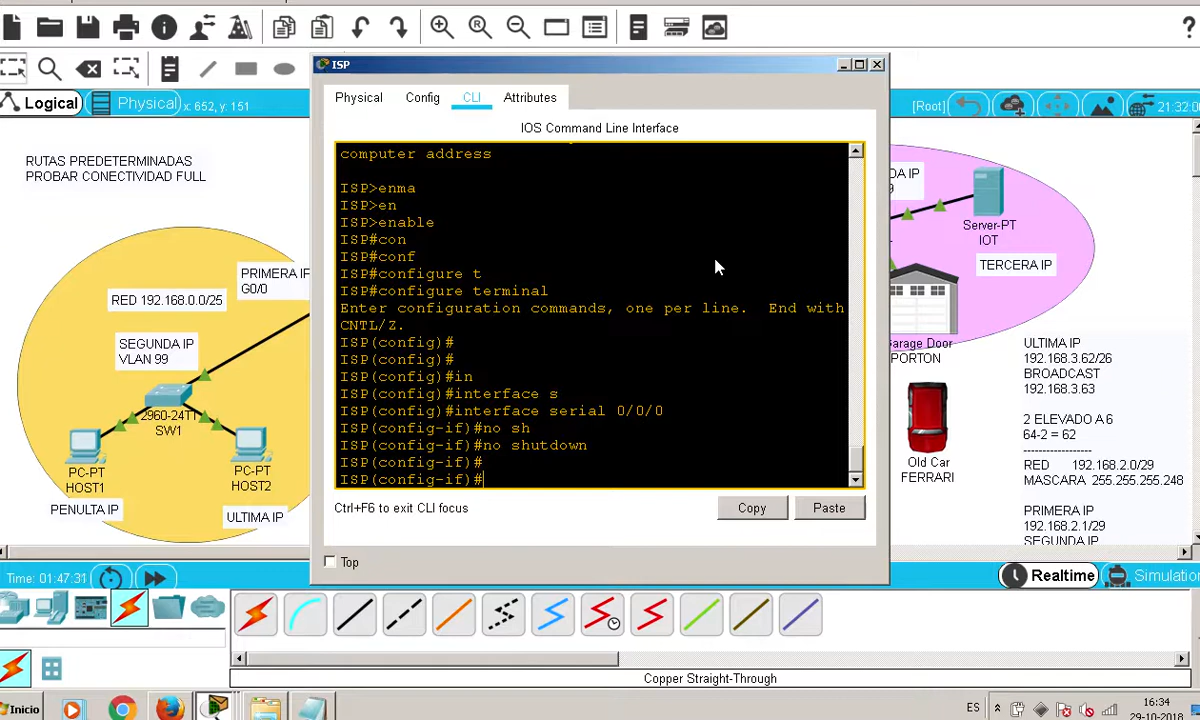 ISP
Logical
Physical
x: 652, y: 151
[Root]
21:32:0
Physical
Config
CLI
Attributes
IOS Command Line Interface
computer address
ISP>enma
ISP>en
ISP>enable
ISP#con
ISP#conf
ISP#configure t
ISP#configure terminal
Enter configuration commands, one per line.  End with
CNTL/Z.
ISP(config)#
ISP(config)#
ISP(config)#in
ISP(config)#interface s
ISP(config)#interface serial 0/0/0
ISP(config-if)#no sh
ISP(config-if)#no shutdown
ISP(config-if)#
ISP(config-if)#
Ctrl+F6 to exit CLI focus
Copy
Paste
Top
RUTAS PREDETERMINADAS
PROBAR CONECTIVIDAD FULL
PRIMERA IP
G0/0
RED 192.168.0.0/25
SEGUNDA IP
VLAN 99
2960-24TT
SW1
PC-PT
HOST1
PC-PT
HOST2
PENULTA IP
ULTIMA IP
DA IP
9
Server-PT
IOT
TERCERA IP
Garage Door
PORTON
Old Car
FERRARI
ULTIMA IP
192.168.3.62/26
BROADCAST
192.168.3.63
2 ELEVADO A 6
64-2 = 62
------------------
RED 192.168.2.0/29
MASCARA 255.255.255.248
PRIMERA IP
192.168.2.1/29
SEGUNDA IP
Time: 01:47:31
Realtime
Simulation
Copper Straight-Through
Inicio
ES
16:34
29-10-2018